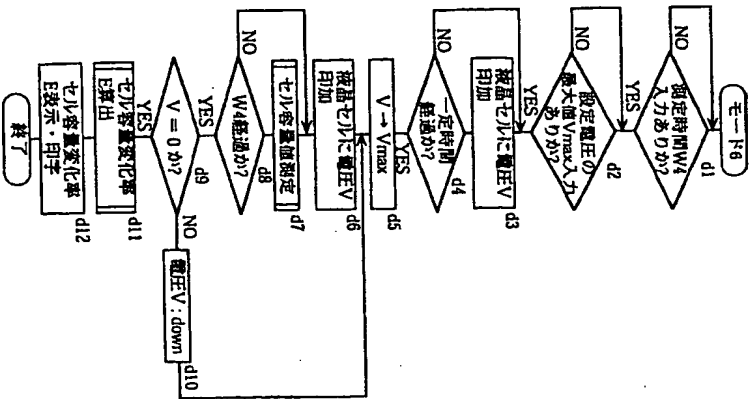 モード6
d1
測定時間W4
入力ありか?
NO
YES
d2
設定電圧の
最大値Vmax入力
ありか?
NO
YES
d3
液晶セルに電圧V
印加
d4
一定時間
経過か?
NO
YES
d5
V → Vmax
d6
液晶セルに電圧V
印加
d7
セル容量値測定
d8
W4経過か?
NO
YES
d9
V = 0か?
NO
YES
d10
電圧V : down
d11
セル容量変化率
E算出
d12
セル容量変化率
E表示・印字
終了